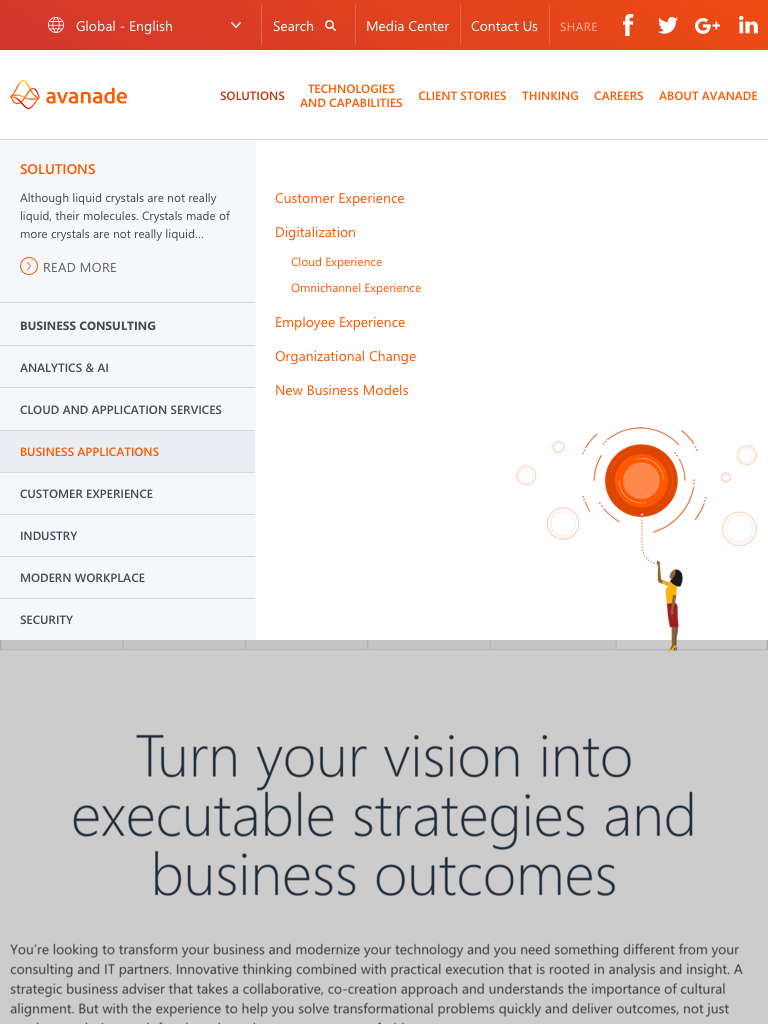 Global - English
Search
Media Center
Contact Us
SHARE
f
G+
in
avanade
SOLUTIONS
TECHNOLOGIES
AND CAPABILITIES
CLIENT STORIES
THINKING
CAREERS
ABOUT AVANADE
SOLUTIONS
Although liquid crystals are not really
liquid, their molecules. Crystals made of
more crystals are not really liquid...
READ MORE
BUSINESS CONSULTING
ANALYTICS & AI
CLOUD AND APPLICATION SERVICES
BUSINESS APPLICATIONS
CUSTOMER EXPERIENCE
INDUSTRY
MODERN WORKPLACE
SECURITY
Customer Experience
Digitalization
Cloud Experience
Omnichannel Experience
Employee Experience
Organizational Change
New Business Models
Turn your vision into
executable strategies and
business outcomes
You're looking to transform your business and modernize your technology and you need something different from your
consulting and IT partners. Innovative thinking combined with practical execution that is rooted in analysis and insight. A
strategic business adviser that takes a collaborative, co-creation approach and understands the importance of cultural
alignment. But with the experience to help you solve transformational problems quickly and deliver outcomes, not just